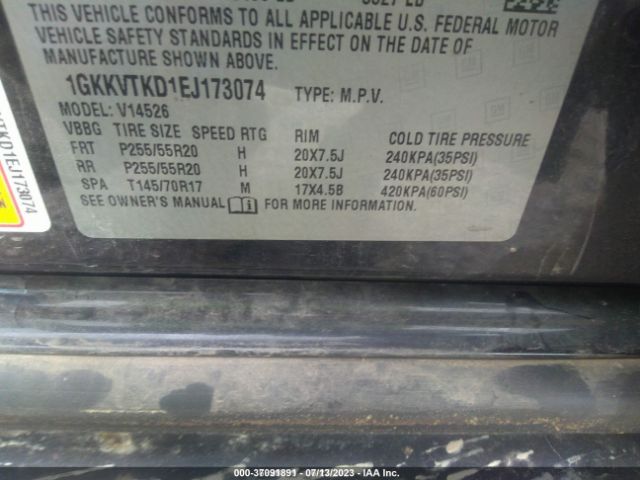 THIS VEHICLE CONFORMS TO ALL APPLICABLE U.S. FEDERAL MOTOR
VEHICLE SAFETY STANDARDS IN EFFECT ON THE DATE OF
MANUFACTURE SHOWN ABOVE.
1GKKVTKD1EJ173074 TYPE: M.P.V.
MODEL: V14526
VBBG TIRE SIZE SPEED RTG RIM COLD TIRE PRESSURE
FRT P255/55R20 H 20X7.5J 240KPA(35PSI)
RR P255/55R20 H 20X7.5J 240KPA(35PSI)
SPA T145/70R17 M 17X4.5B 420KPA(60PSI)
SEE OWNER'S MANUAL FOR MORE INFORMATION.
TKD1EJ173074
GM
000-37091891 - 07/13/2023 - IAA Inc.